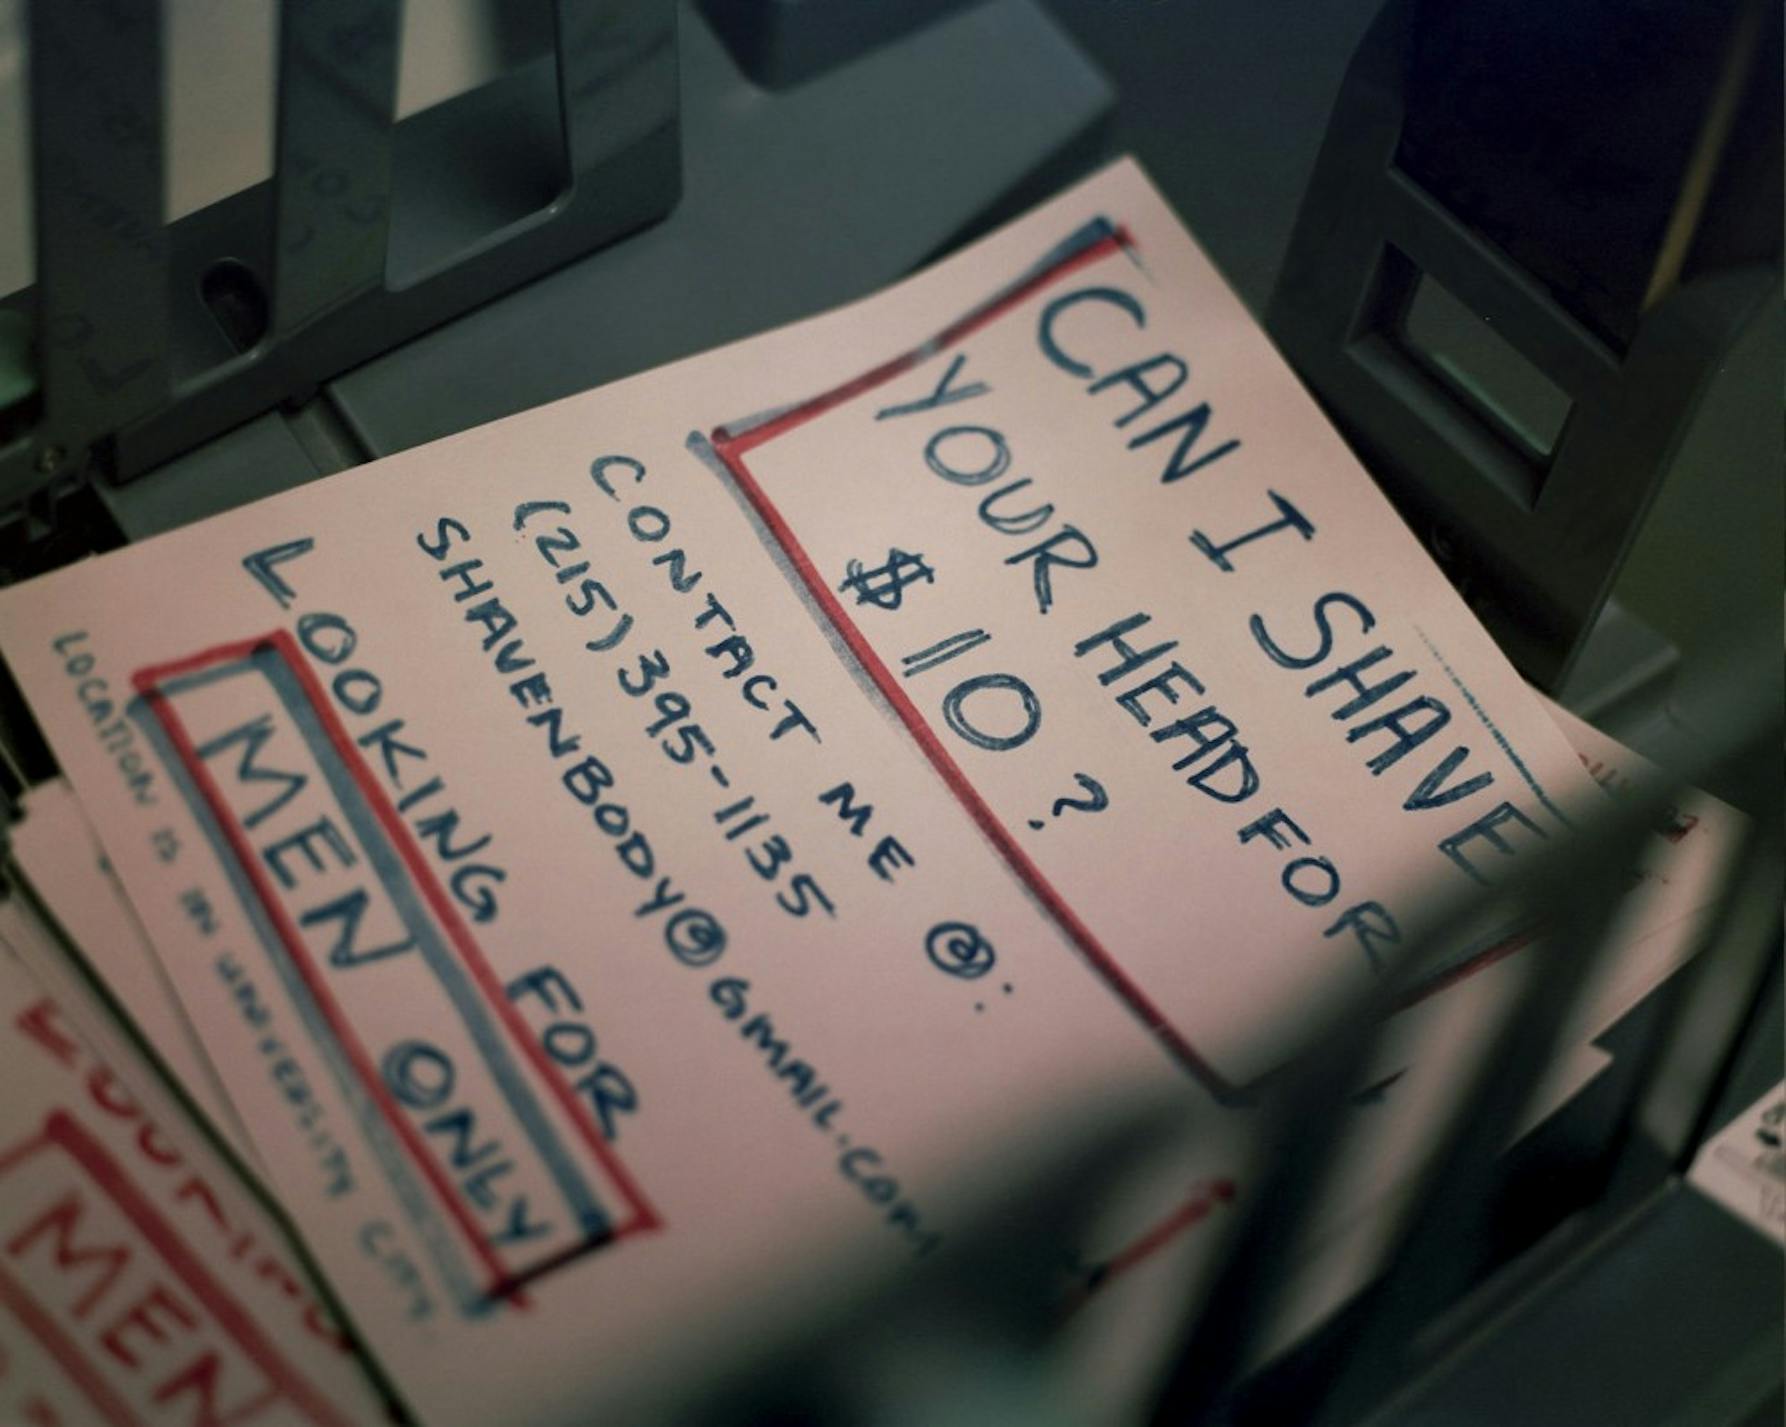 CAN I SHAVE
YOUR HEAD FOR
$10?
CONTACT ME @:
(215) 395-1135
SHAVENBODY@GMAIL.COM
LOOKING FOR
MEN ONLY
LOCATION IS IN UNIVERSITY CITY.
MEN